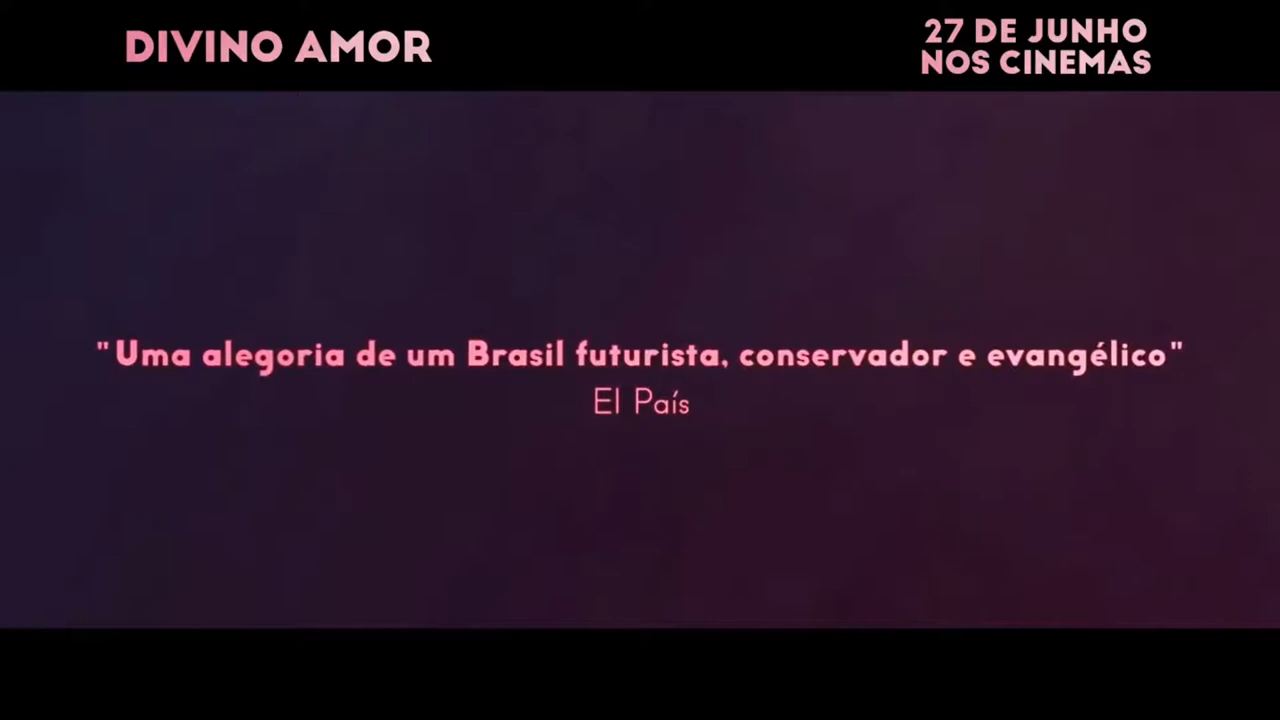 DIVINO AMOR
27 DE JUNHO
NOS CINEMAS
"Uma alegoria de um Brasil futurista, conservador e evangélico"
El País